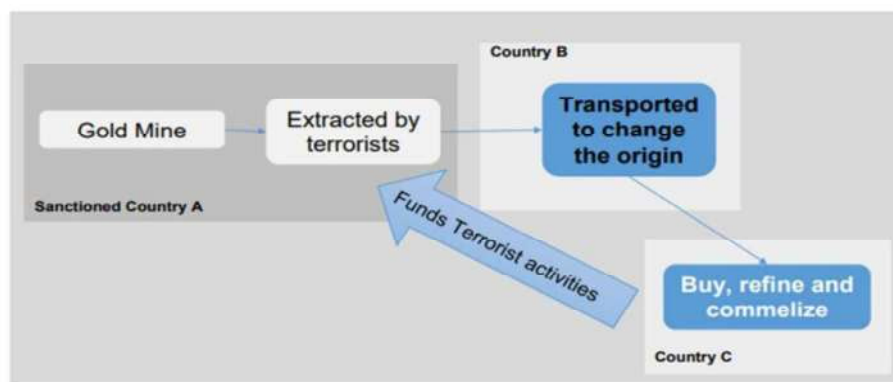 Country B
Transported
to change
the origin
Gold Mine
Extracted by
terrorists
Sanctioned Country A
Funds Terrorist activities
Buy, refine and
commelize
Country C